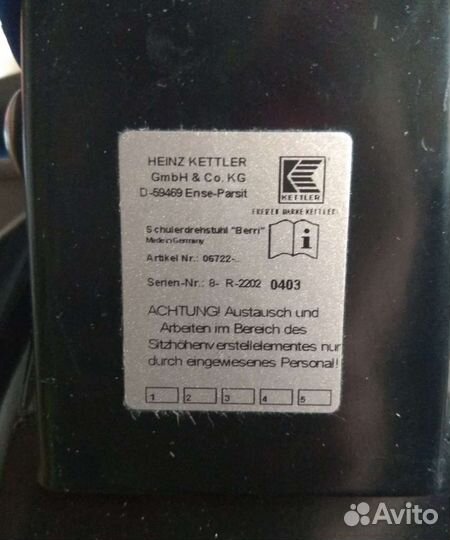 HEINZ KETTLER
GmbH & Co. KG
D-59469 Ense-Parsit
KETTLER
FREIZEIT MARKE KETTLER
Schulerdrehstuhl "Berri"
Made in Germany
i
Artikel Nr.: 06722-..
Serien-Nr.: 8- R-2202 0403
ACHTUNG! Austausch und
Arbeiten im Bereich des
Sitzhöhenverstellelementes nur
durch eingewiesenes Personal!
1 2 3 4 5
Avito